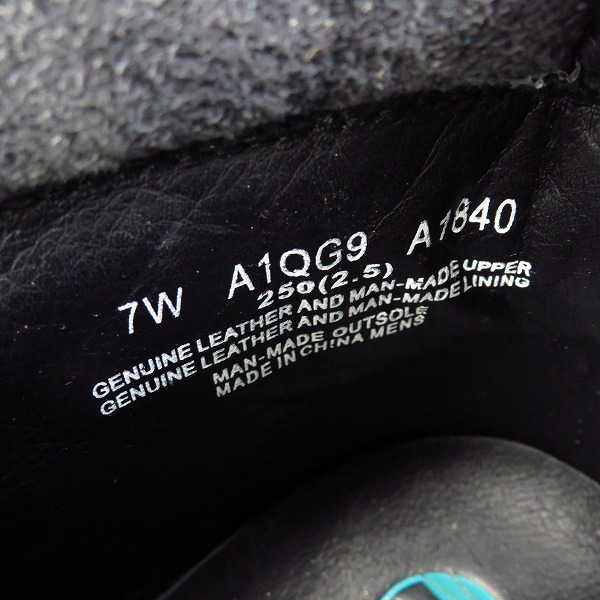 7W A1QG9 A1840
250(2.5)
GENUINE LEATHER AND MAN-MADE UPPER
GENUINE LEATHER AND MAN-MADE LINING
MAN-MADE OUTSOLE
MADE IN CHINA MENS